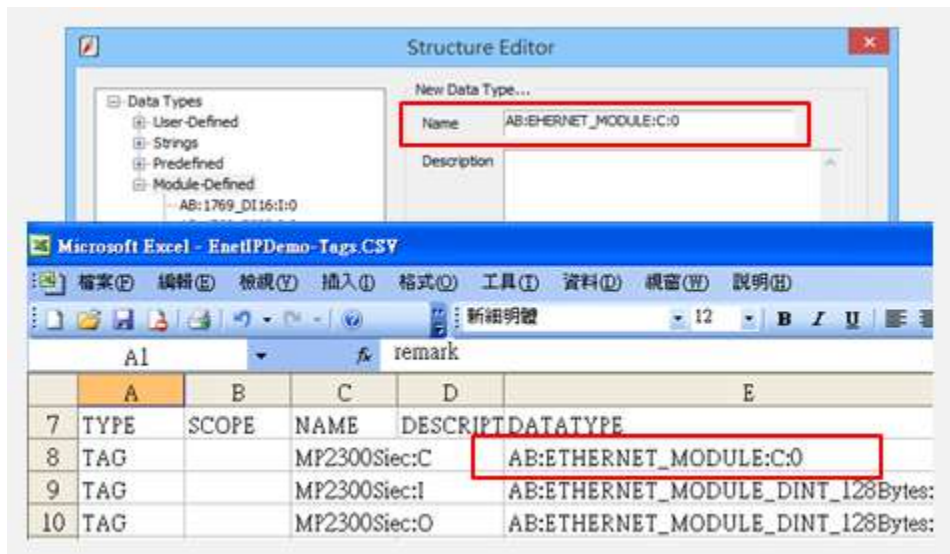 Structure Editor
Data Types
User-Defined
Strings
Predefined
Module-Defined
AB:1769_DI16:I:0
New Data Type...
Name AB:EHERNET_MODULE:C:0
Description
Microsoft Excel - EnetIPDemo-Tags.CSV
檔案(F) 編輯(E) 檢視(V) 插入(I) 格式(O) 工具(T) 資料(D) 視窗(W) 說明(H)
新細明體 12 B I U
A1 fx remark
A B C D E
7 TYPE SCOPE NAME DESCRIPT DATATYPE
8 TAG MP2300Siec:C AB:ETHERNET_MODULE:C:0
9 TAG MP2300Siec:I AB:ETHERNET_MODULE_DINT_128Bytes:
10 TAG MP2300Siec:O AB:ETHERNET_MODULE_DINT_128Bytes: